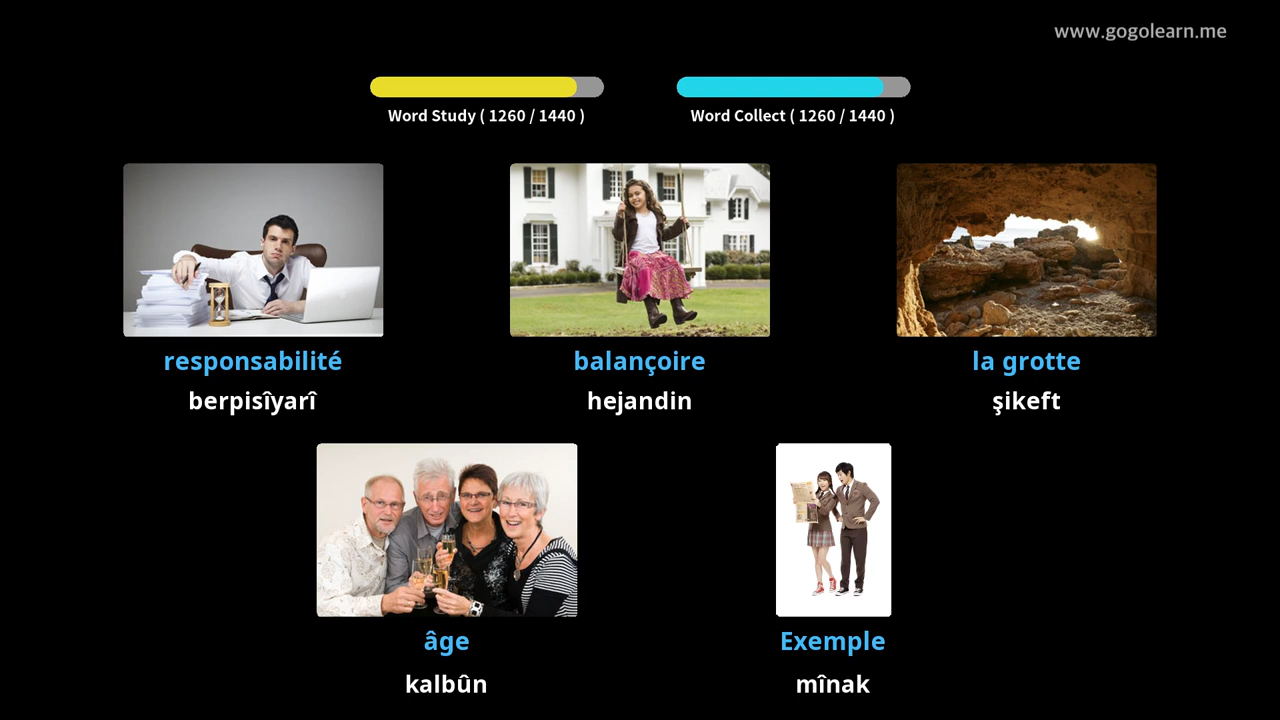 www.gogolearn.me
Word Study ( 1260 / 1440 )
Word Collect ( 1260 / 1440 )
responsabilité
berpisîyarî
balançoire
hejandin
la grotte
şikeft
âge
kalbûn
Exemple
mînak